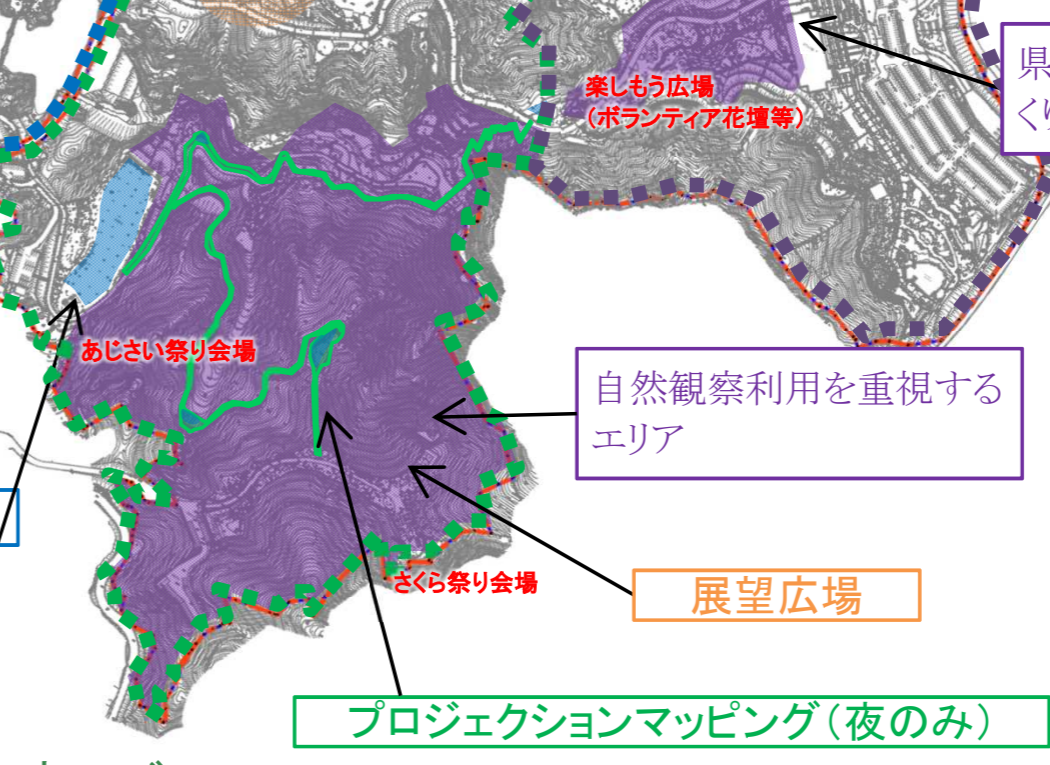 県
くり
楽しもう広場
(ボランティア花壇等)
あじさい祭り会場
自然観察利用を重視する
エリア
さくら祭り会場
展望広場
プロジェクションマッピング(夜のみ)